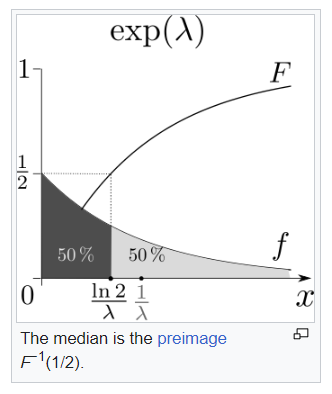 exp(λ)
1
F
1/2
50 %
50 %
f
0
ln 2/λ
1/λ
x
The median is the preimage
F⁻¹(1/2).